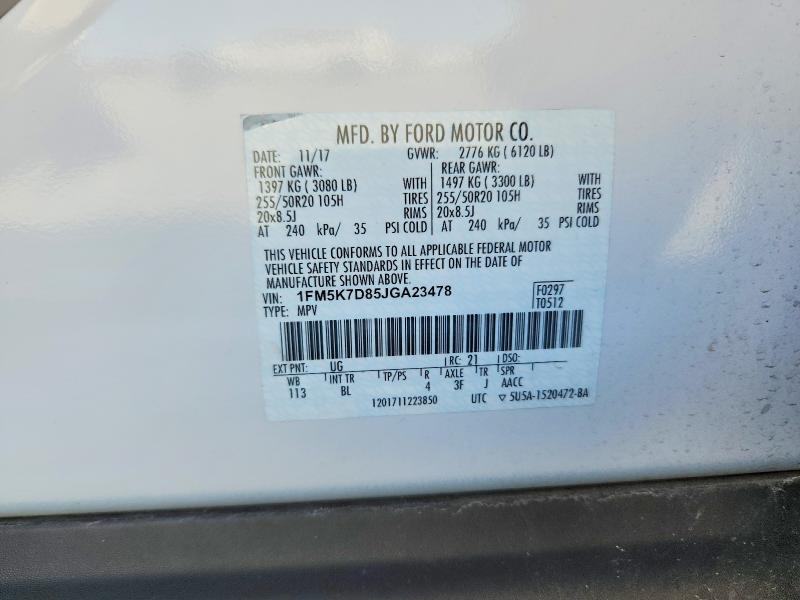 MFD. BY FORD MOTOR CO.
DATE: 11/17 GVWR: 2776 KG ( 6120 LB)
FRONT GAWR: REAR GAWR:
1397 KG ( 3080 LB) WITH 1497 KG ( 3300 LB) WITH
255/50R20 105H TIRES 255/50R20 105H TIRES
20x8.5J RIMS 20x8.5J RIMS
AT 240 kPa/ 35 PSI COLD AT 240 kPa/ 35 PSI COLD
THIS VEHICLE CONFORMS TO ALL APPLICABLE FEDERAL MOTOR
VEHICLE SAFETY STANDARDS IN EFFECT ON THE DATE OF
MANUFACTURE SHOWN ABOVE.
VIN: 1FM5K7D85JGA23478 F0297
TYPE: MPV T0512
EXT PNT: UG RC: 21 DSO:
WB INT TR TP/PS R AXLE TR SPR
113 BL 4 3F J AACC
1201711223850 UTC ▽ 5U5A-1520472-BA